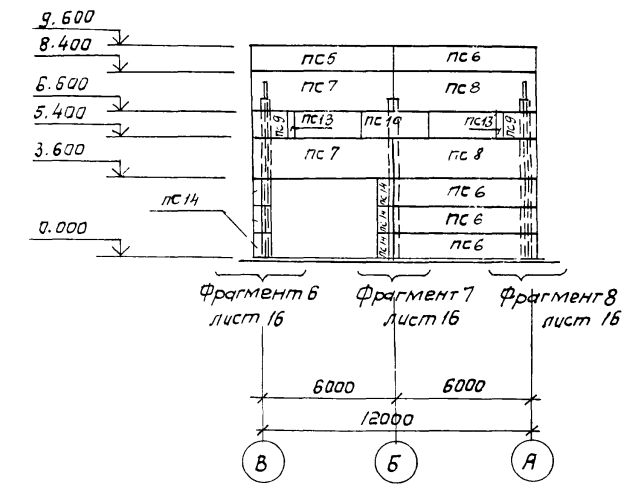 9.600
8.400
6.600
5.400
3.600
0.000
пс5
пс6
пс7
пс8
пс9
пс13
пс10
пс13
пс9
пс7
пс8
пс14
пс14
пс6
пс14
пс6
пс14
пс6
Фрагмент 6
лист 16
Фрагмент 7
лист 16
Фрагмент 8
лист 16
6000
6000
12000
В
Б
А